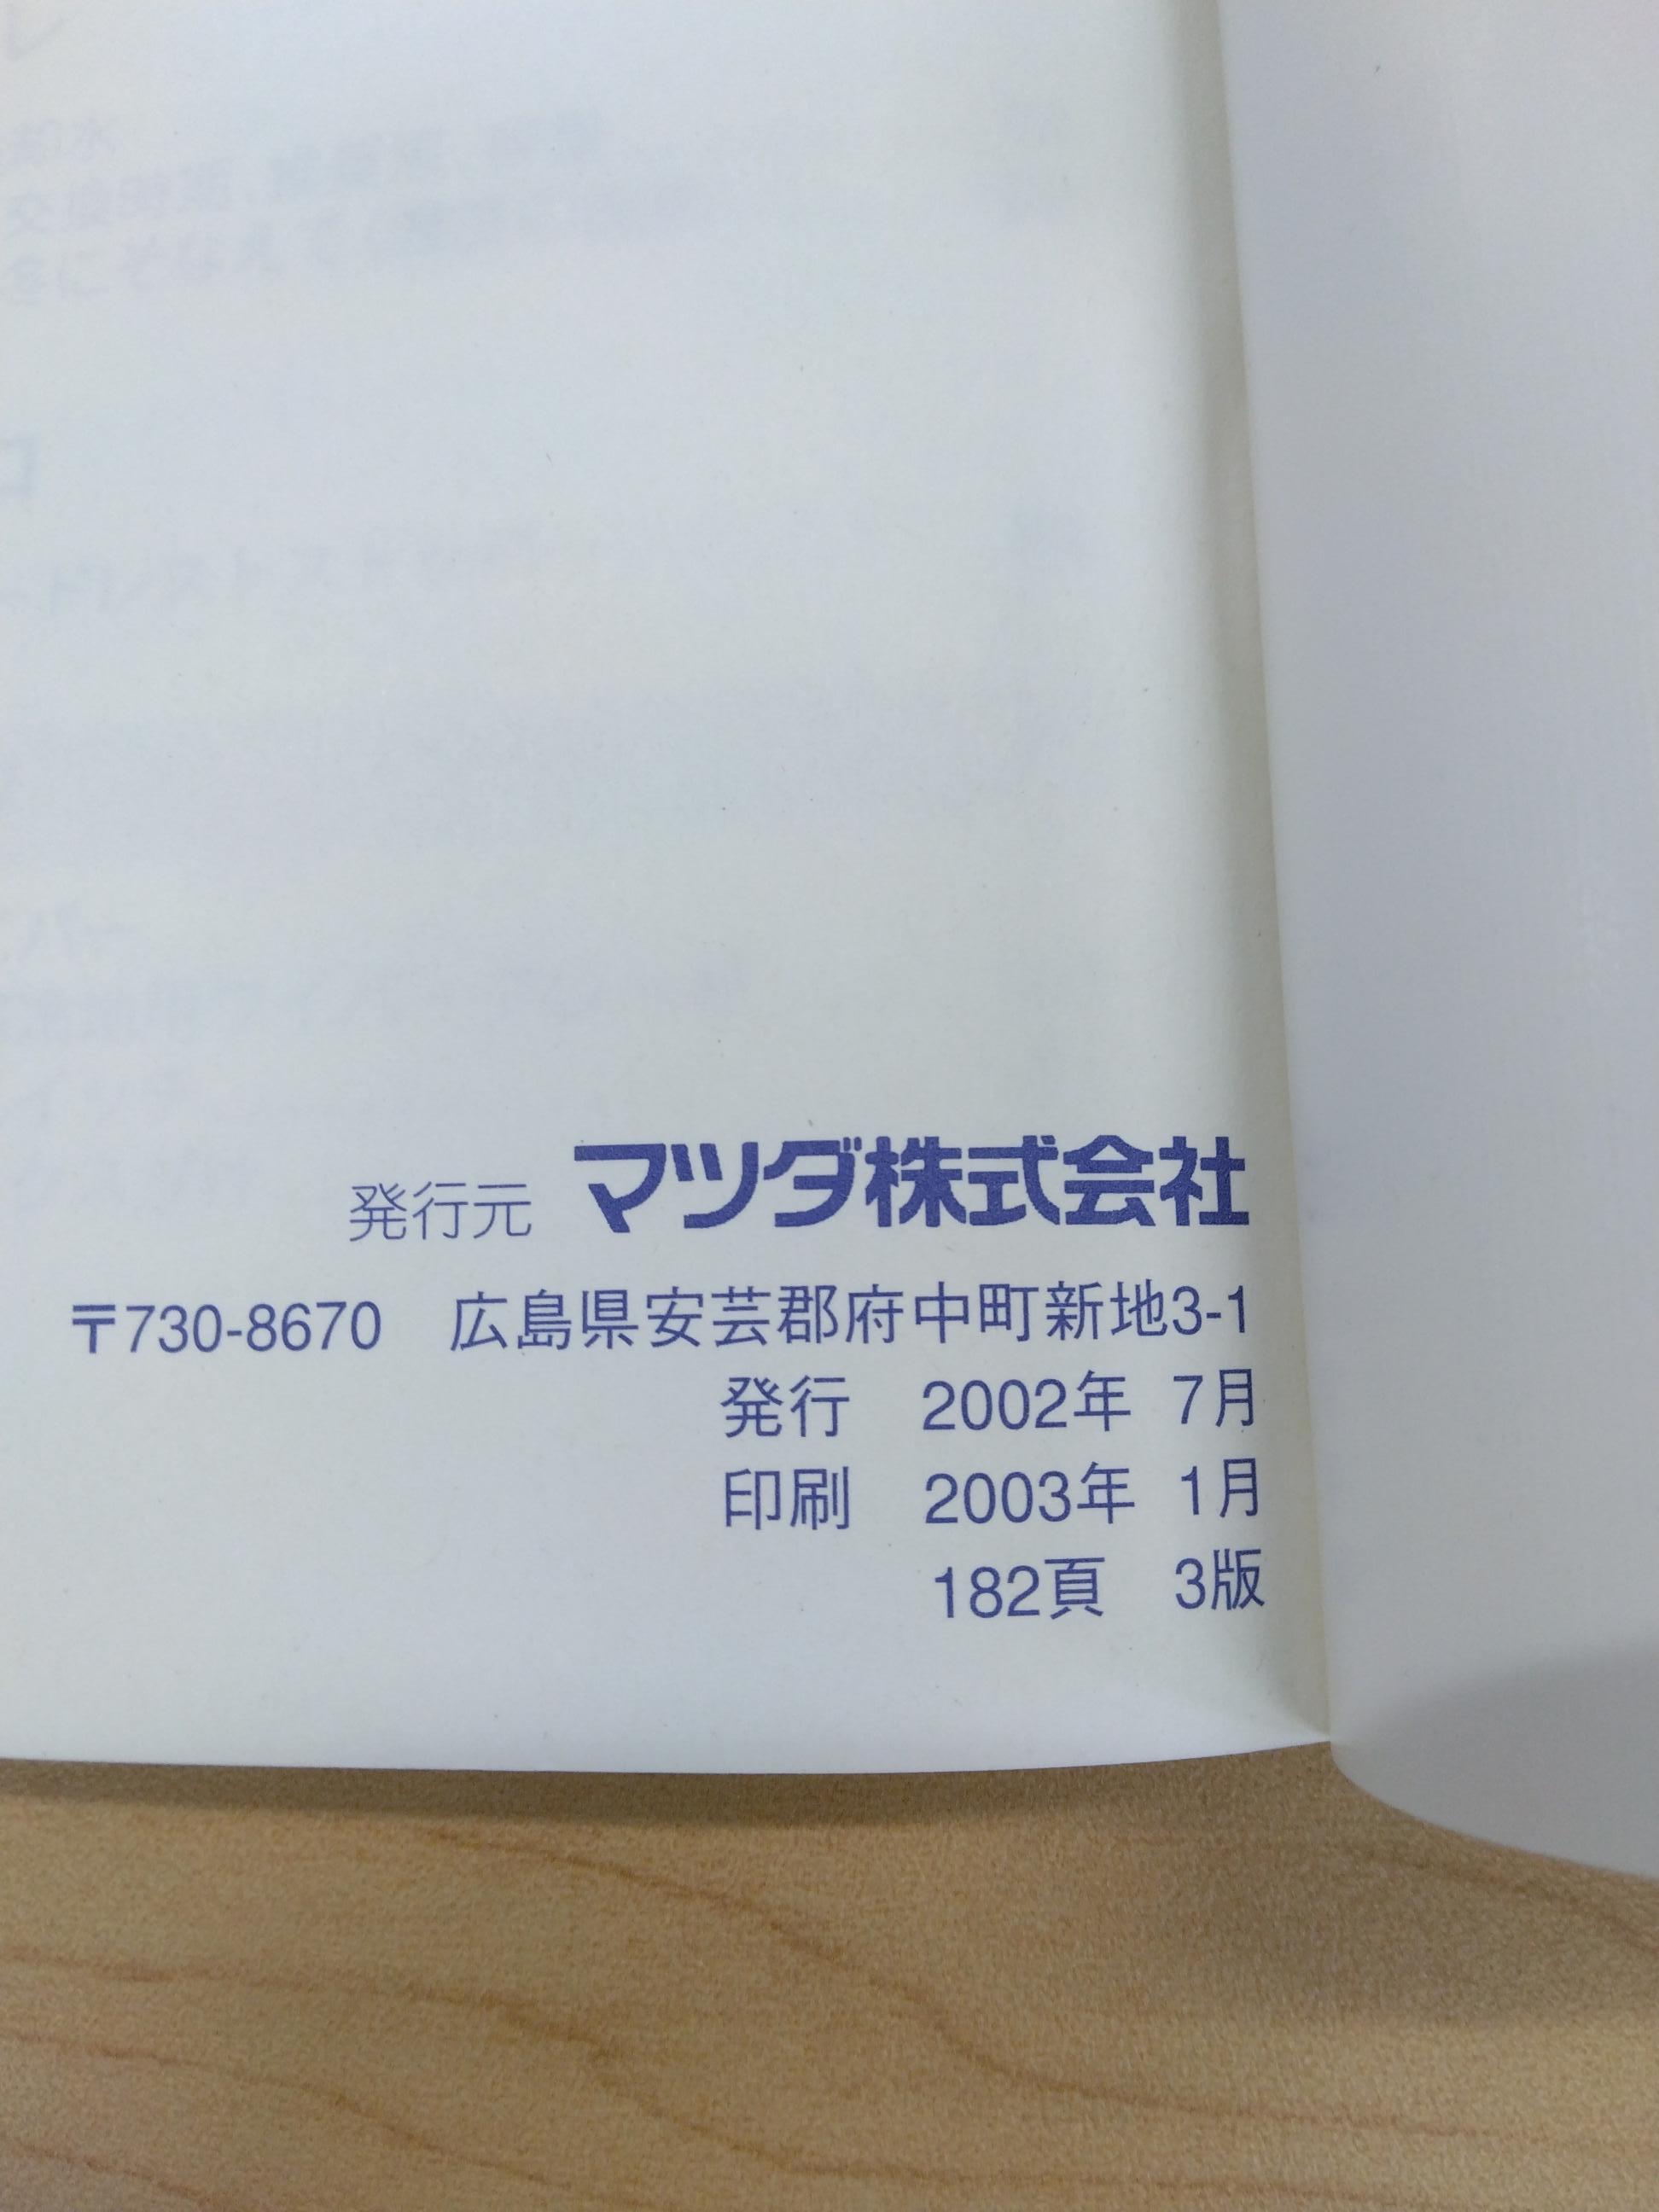 発行元 マツダ株式会社
〒730-8670 広島県安芸郡府中町新地3-1
発行 2002年 7月
印刷 2003年 1月
182頁 3版